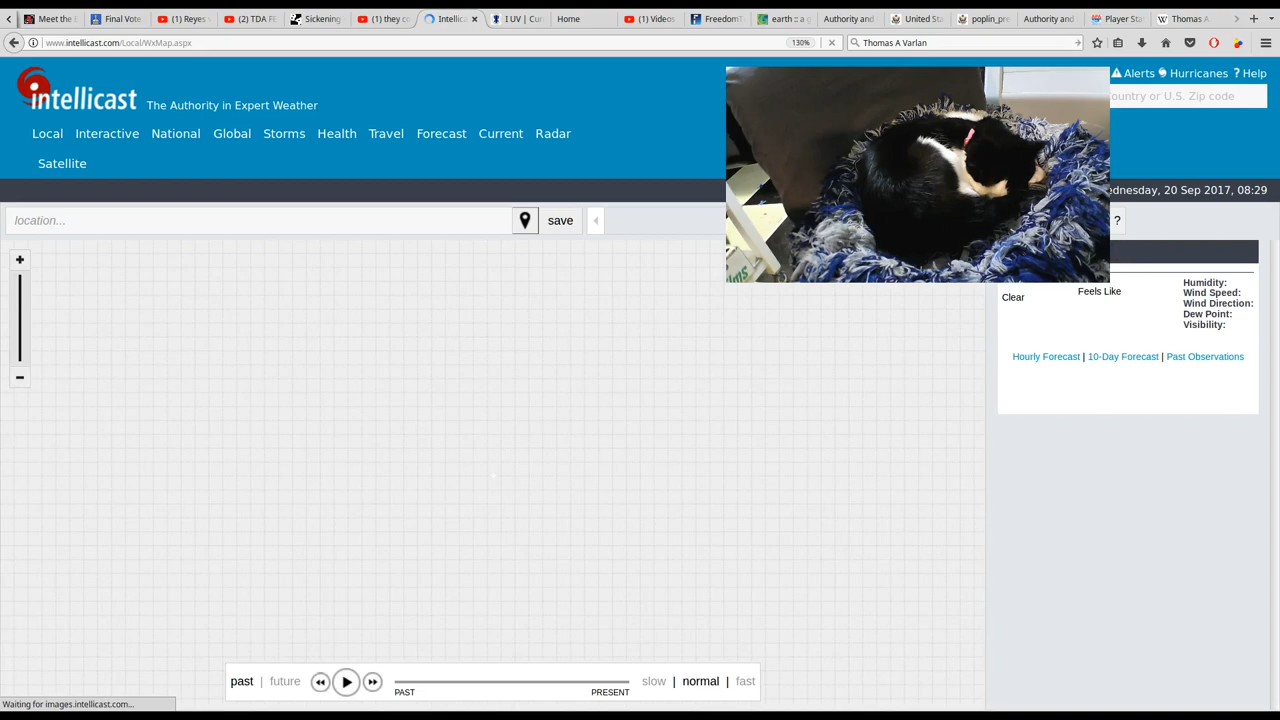 Meet the E
Final Vote
(1) Reyes v
(2) TDA FE
Sickening
(1) they co
Intellic
I UV | Cur
Home
(1) Videos
FreedomT
earth :: a g
Authority and
United Sta
poplin_pre
Authority and
Player Stat
Thomas A
www.intellicast.com/Local/WxMap.aspx
130%
Thomas A Varlan
intellicast
The Authority in Expert Weather
Alerts Hurricanes ? Help
ountry or U.S. Zip code
Local Interactive National Global Storms Health Travel Forecast Current Radar
Satellite
ednesday, 20 Sep 2017, 08:29
location...
save
?
Clear
Feels Like
Humidity:
Wind Speed:
Wind Direction:
Dew Point:
Visibility:
Hourly Forecast | 10-Day Forecast | Past Observations
past | future
slow | normal | fast
PAST
PRESENT
Waiting for images.intellicast.com...